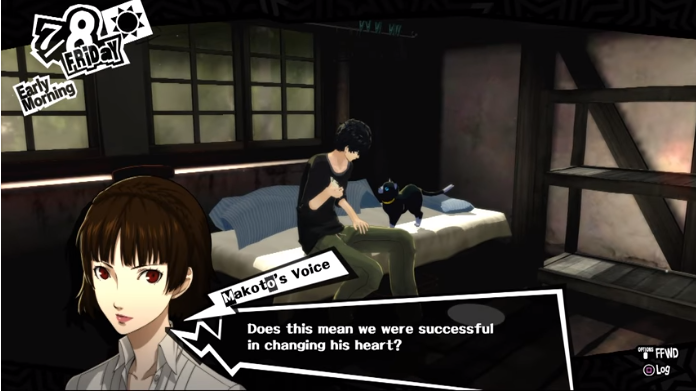 7/8
FRiDay
Early
Morning
Makoto's Voice
Does this mean we were successful
in changing his heart?
OPTIONS
FFWD
Log